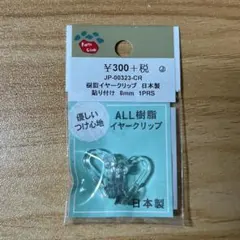 ¥300+税
JP-00323-CR
樹脂イヤークリップ 日本製
貼り付け 8mm 1PRS
優しい
つけ心地
ALL樹脂
イヤークリップ
日本製